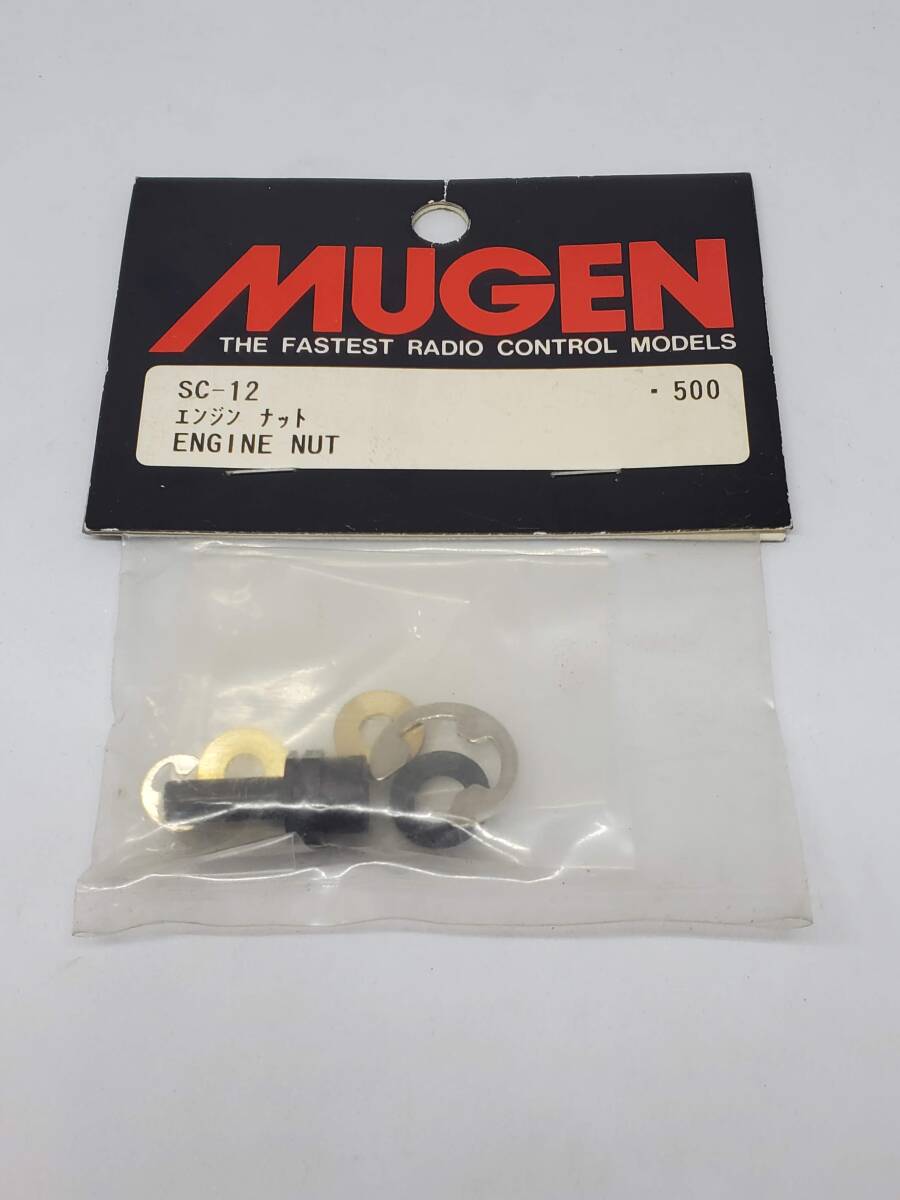 MUGEN
THE FASTEST RADIO CONTROL MODELS
SC-12 ・500
エンジン ナット
ENGINE NUT